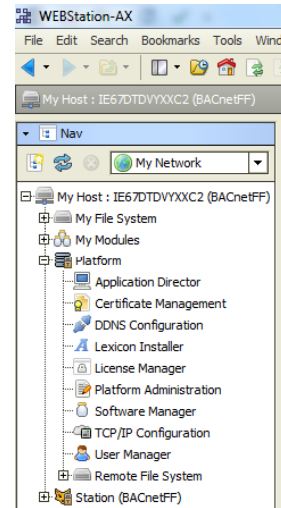 WEBStation-AX
File Edit Search Bookmarks Tools Wind
My Host : IE67DTDVYXXC2 (BACnetFF)
Nav
My Network
My Host : IE67DTDVYXXC2 (BACnetFF)
My File System
My Modules
Platform
Application Director
Certificate Management
DDNS Configuration
Lexicon Installer
License Manager
Platform Administration
Software Manager
TCP/IP Configuration
User Manager
Remote File System
Station (BACnetFF)